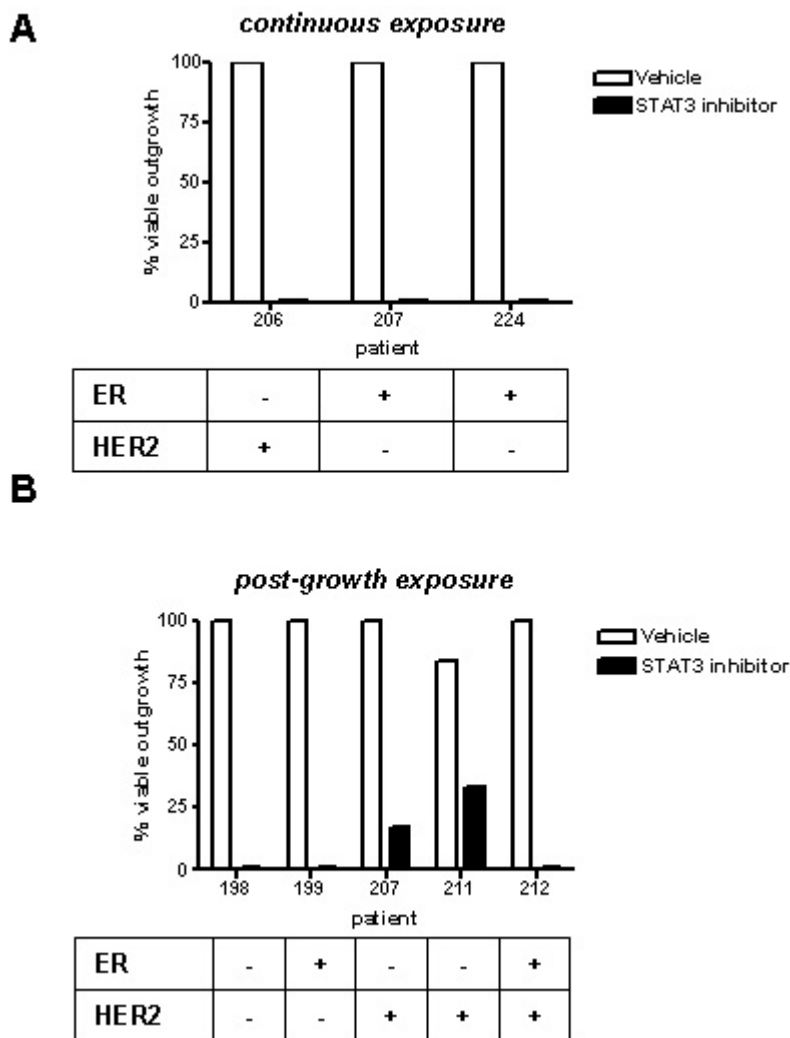 A
continuous exposure
Vehicle
STAT3 inhibitor
% viable outgrowth
100
75
50
25
0
206 207 224
patient
ER - + +
HER2 + - -
B
post-growth exposure
Vehicle
STAT3 inhibitor
% viable outgrowth
100
75
50
25
0
198 199 207 211 212
patient
ER - + - - +
HER2 - - + + +